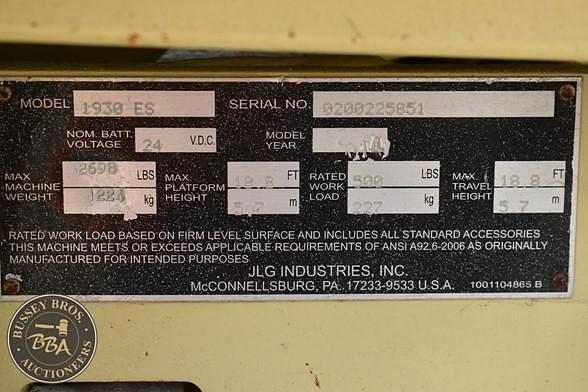 MODEL 1930 ES SERIAL NO. 0200225851
NOM. BATT. VOLTAGE 24 V.D.C. MODEL YEAR
MAX MACHINE WEIGHT 2698 LBS 1224 kg
MAX. PLATFORM HEIGHT 18.8 FT 5.7 m
RATED WORK LOAD 500 LBS 227 kg
MAX TRAVEL HEIGHT 18.8 FT 5.7 m
RATED WORK LOAD BASED ON FIRM LEVEL SURFACE AND INCLUDES ALL STANDARD ACCESSORIES
THIS MACHINE MEETS OR EXCEEDS APPLICABLE REQUIREMENTS OF ANSI A92.6-2006 AS ORIGINALLY
MANUFACTURED FOR INTENDED PURPOSES
JLG INDUSTRIES, INC.
McCONNELLSBURG, PA. 17233-9533 U.S.A.
1001104865 B
BUSSEY BROS.
BBA
AUCTIONEERS